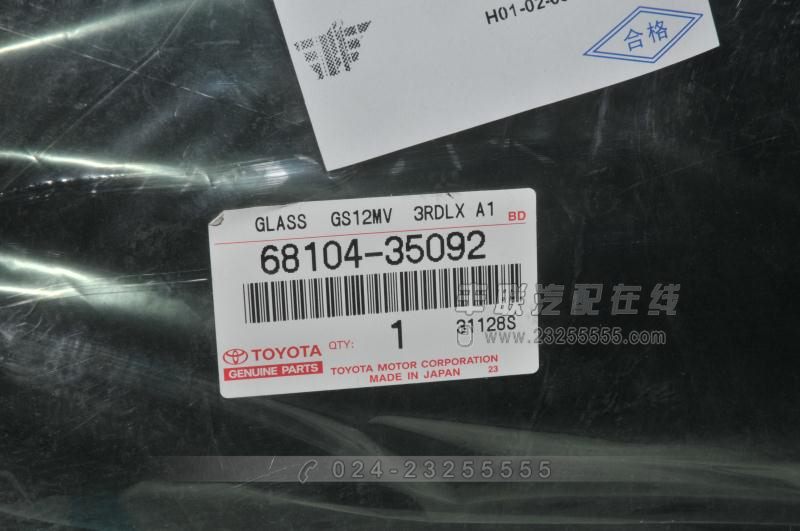 H01-02-0
合格
GLASS GS12MV 3RDLX A1 BD
68104-35092
1 31128S
QTY:
TOYOTA
GENUINE PARTS
TOYOTA MOTOR CORPORATION
MADE IN JAPAN 23
车联汽配在线
www.23255555.com
024-23255555